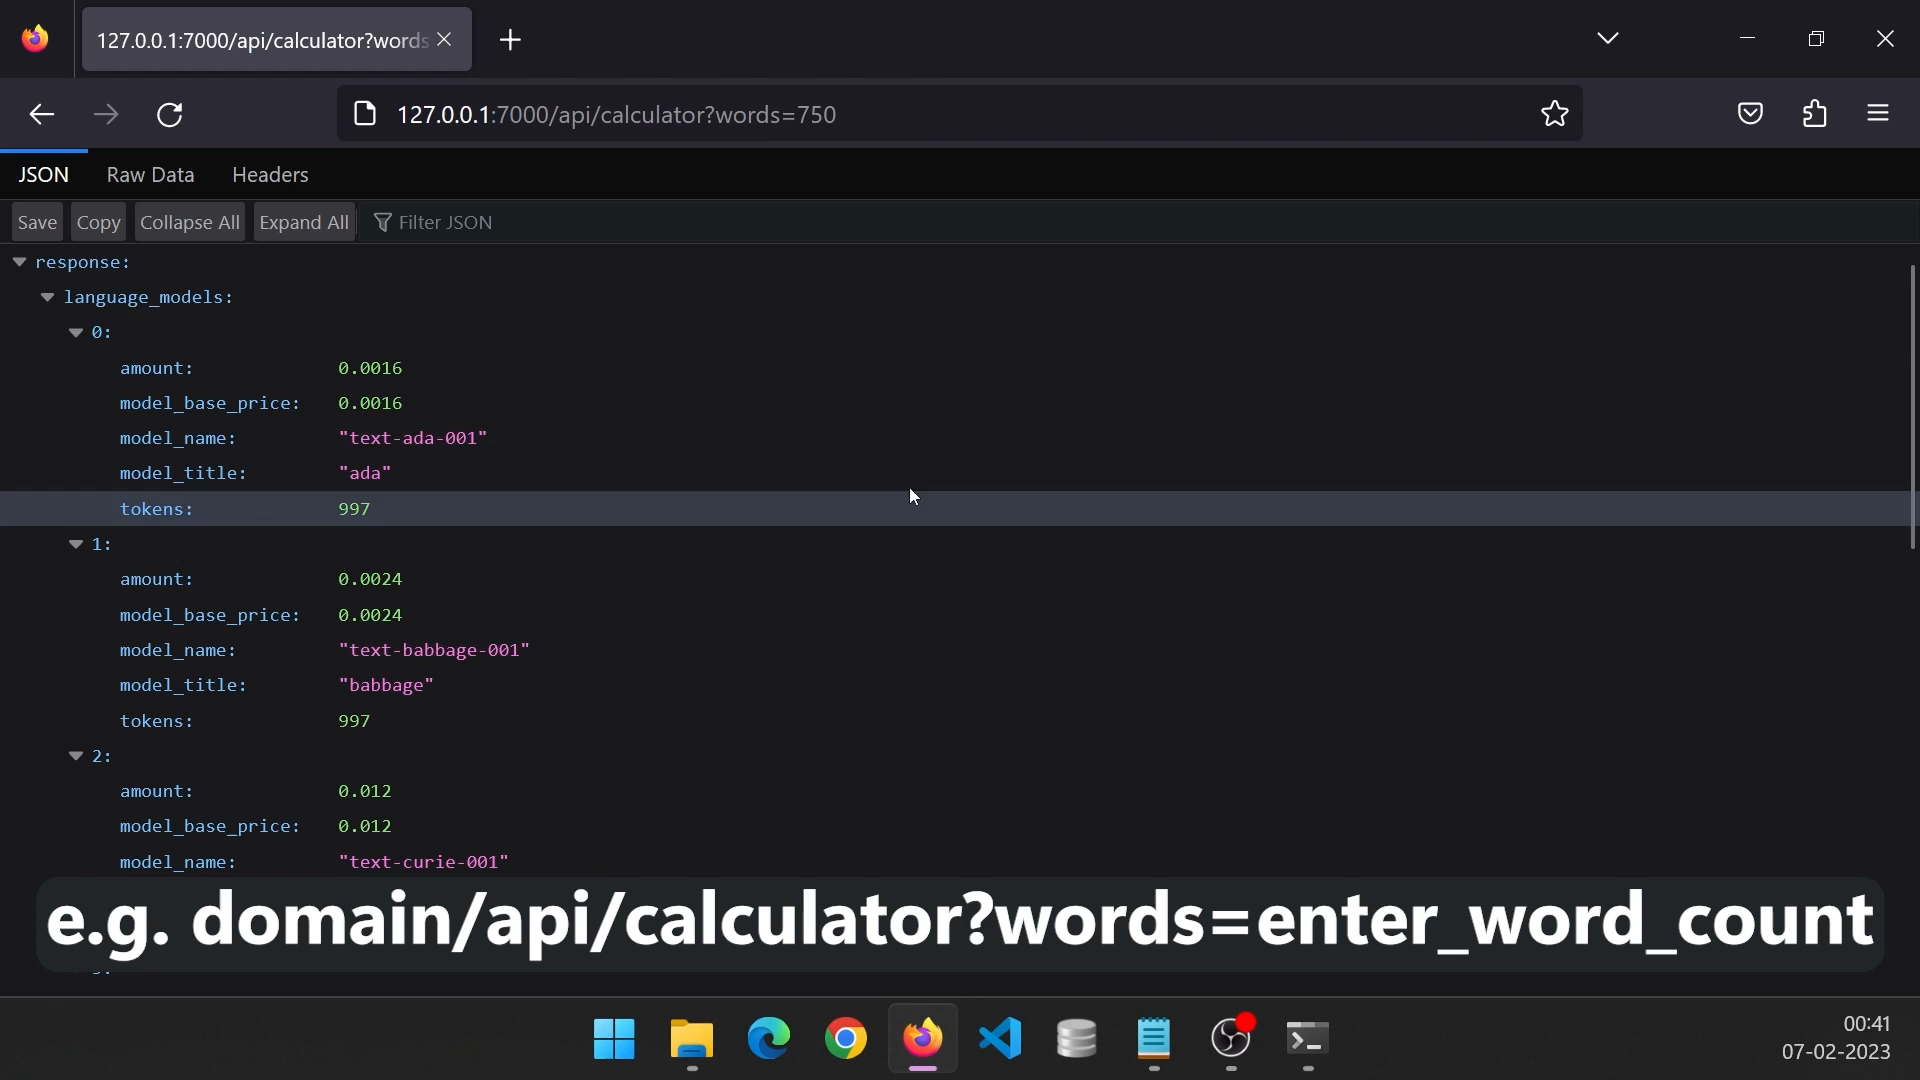 127.0.0.1:7000/api/calculator?words
127.0.0.1:7000/api/calculator?words=750
JSON Raw Data Headers
Save Copy Collapse All Expand All Filter JSON
response:
language_models:
0:
amount: 0.0016
model_base_price: 0.0016
model_name: "text-ada-001"
model_title: "ada"
tokens: 997
1:
amount: 0.0024
model_base_price: 0.0024
model_name: "text-babbage-001"
model_title: "babbage"
tokens: 997
2:
amount: 0.012
model_base_price: 0.012
model_name: "text-curie-001"
e.g. domain/api/calculator?words=enter_word_count
00:41
07-02-2023